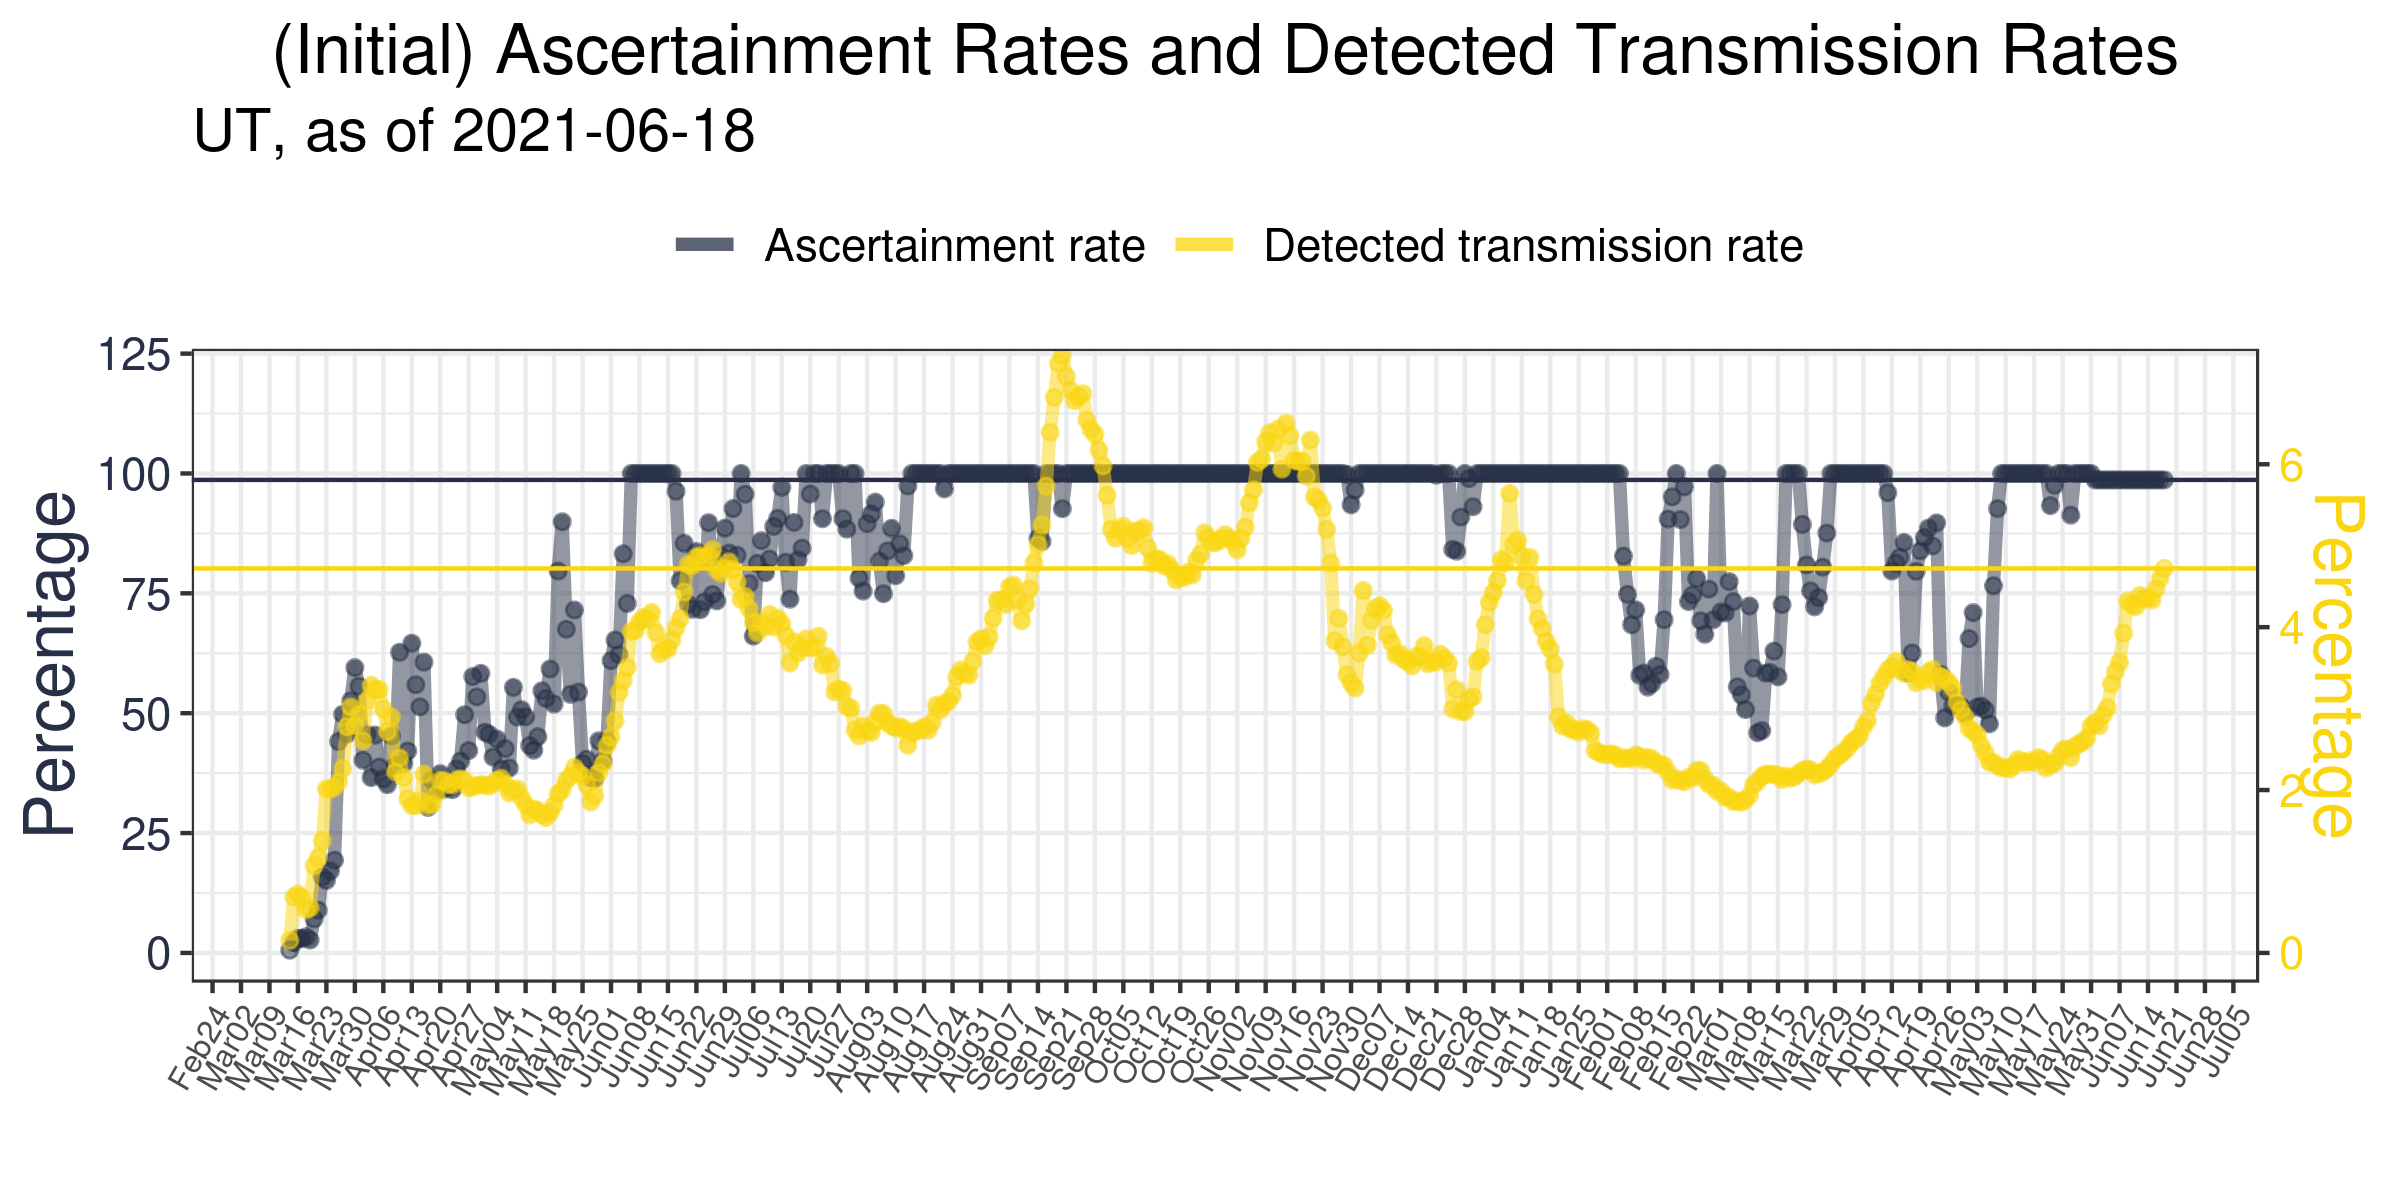 (Initial) Ascertainment Rates and Detected Transmission Rates
UT, as of 2021-06-18
Ascertainment rate
Detected transmission rate
Percentage
125
100
75
50
25
0
6
4
2
0
Percentage
Feb24
Mar02
Mar09
Mar16
Mar23
Mar30
Apr06
Apr13
Apr20
Apr27
May04
May11
May18
May25
Jun01
Jun08
Jun15
Jun22
Jun29
Jul06
Jul13
Jul20
Jul27
Aug03
Aug10
Aug17
Aug24
Aug31
Sep07
Sep14
Sep21
Sep28
Oct05
Oct12
Oct19
Oct26
Nov02
Nov09
Nov16
Nov23
Nov30
Dec07
Dec14
Dec21
Dec28
Jan04
Jan11
Jan18
Jan25
Feb01
Feb08
Feb15
Feb22
Mar01
Mar08
Mar15
Mar22
Mar29
Apr05
Apr12
Apr19
Apr26
May03
May10
May17
May24
May31
Jun07
Jun14
Jun21
Jun28
Jul05